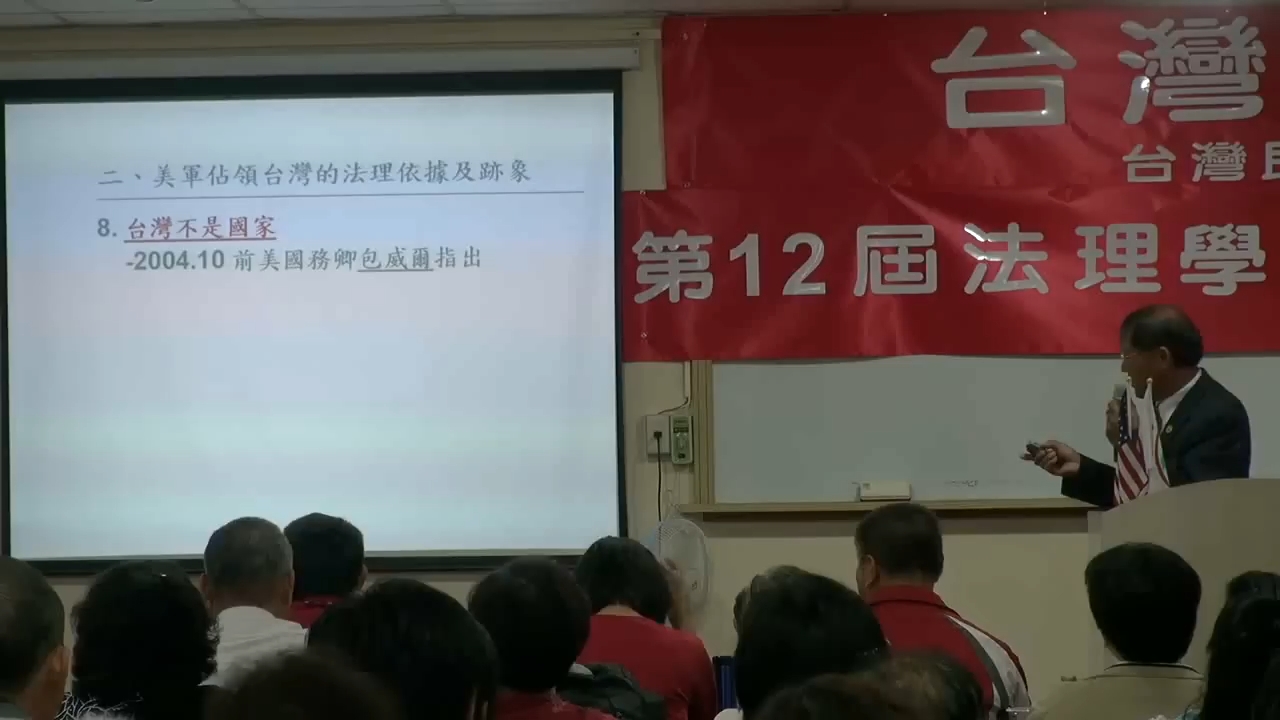 二、美軍佔領台灣的法理依據及跡象
8. 台灣不是國家
-2004.10 前美國務卿包威爾指出
台灣
台灣民
第12屆法理學